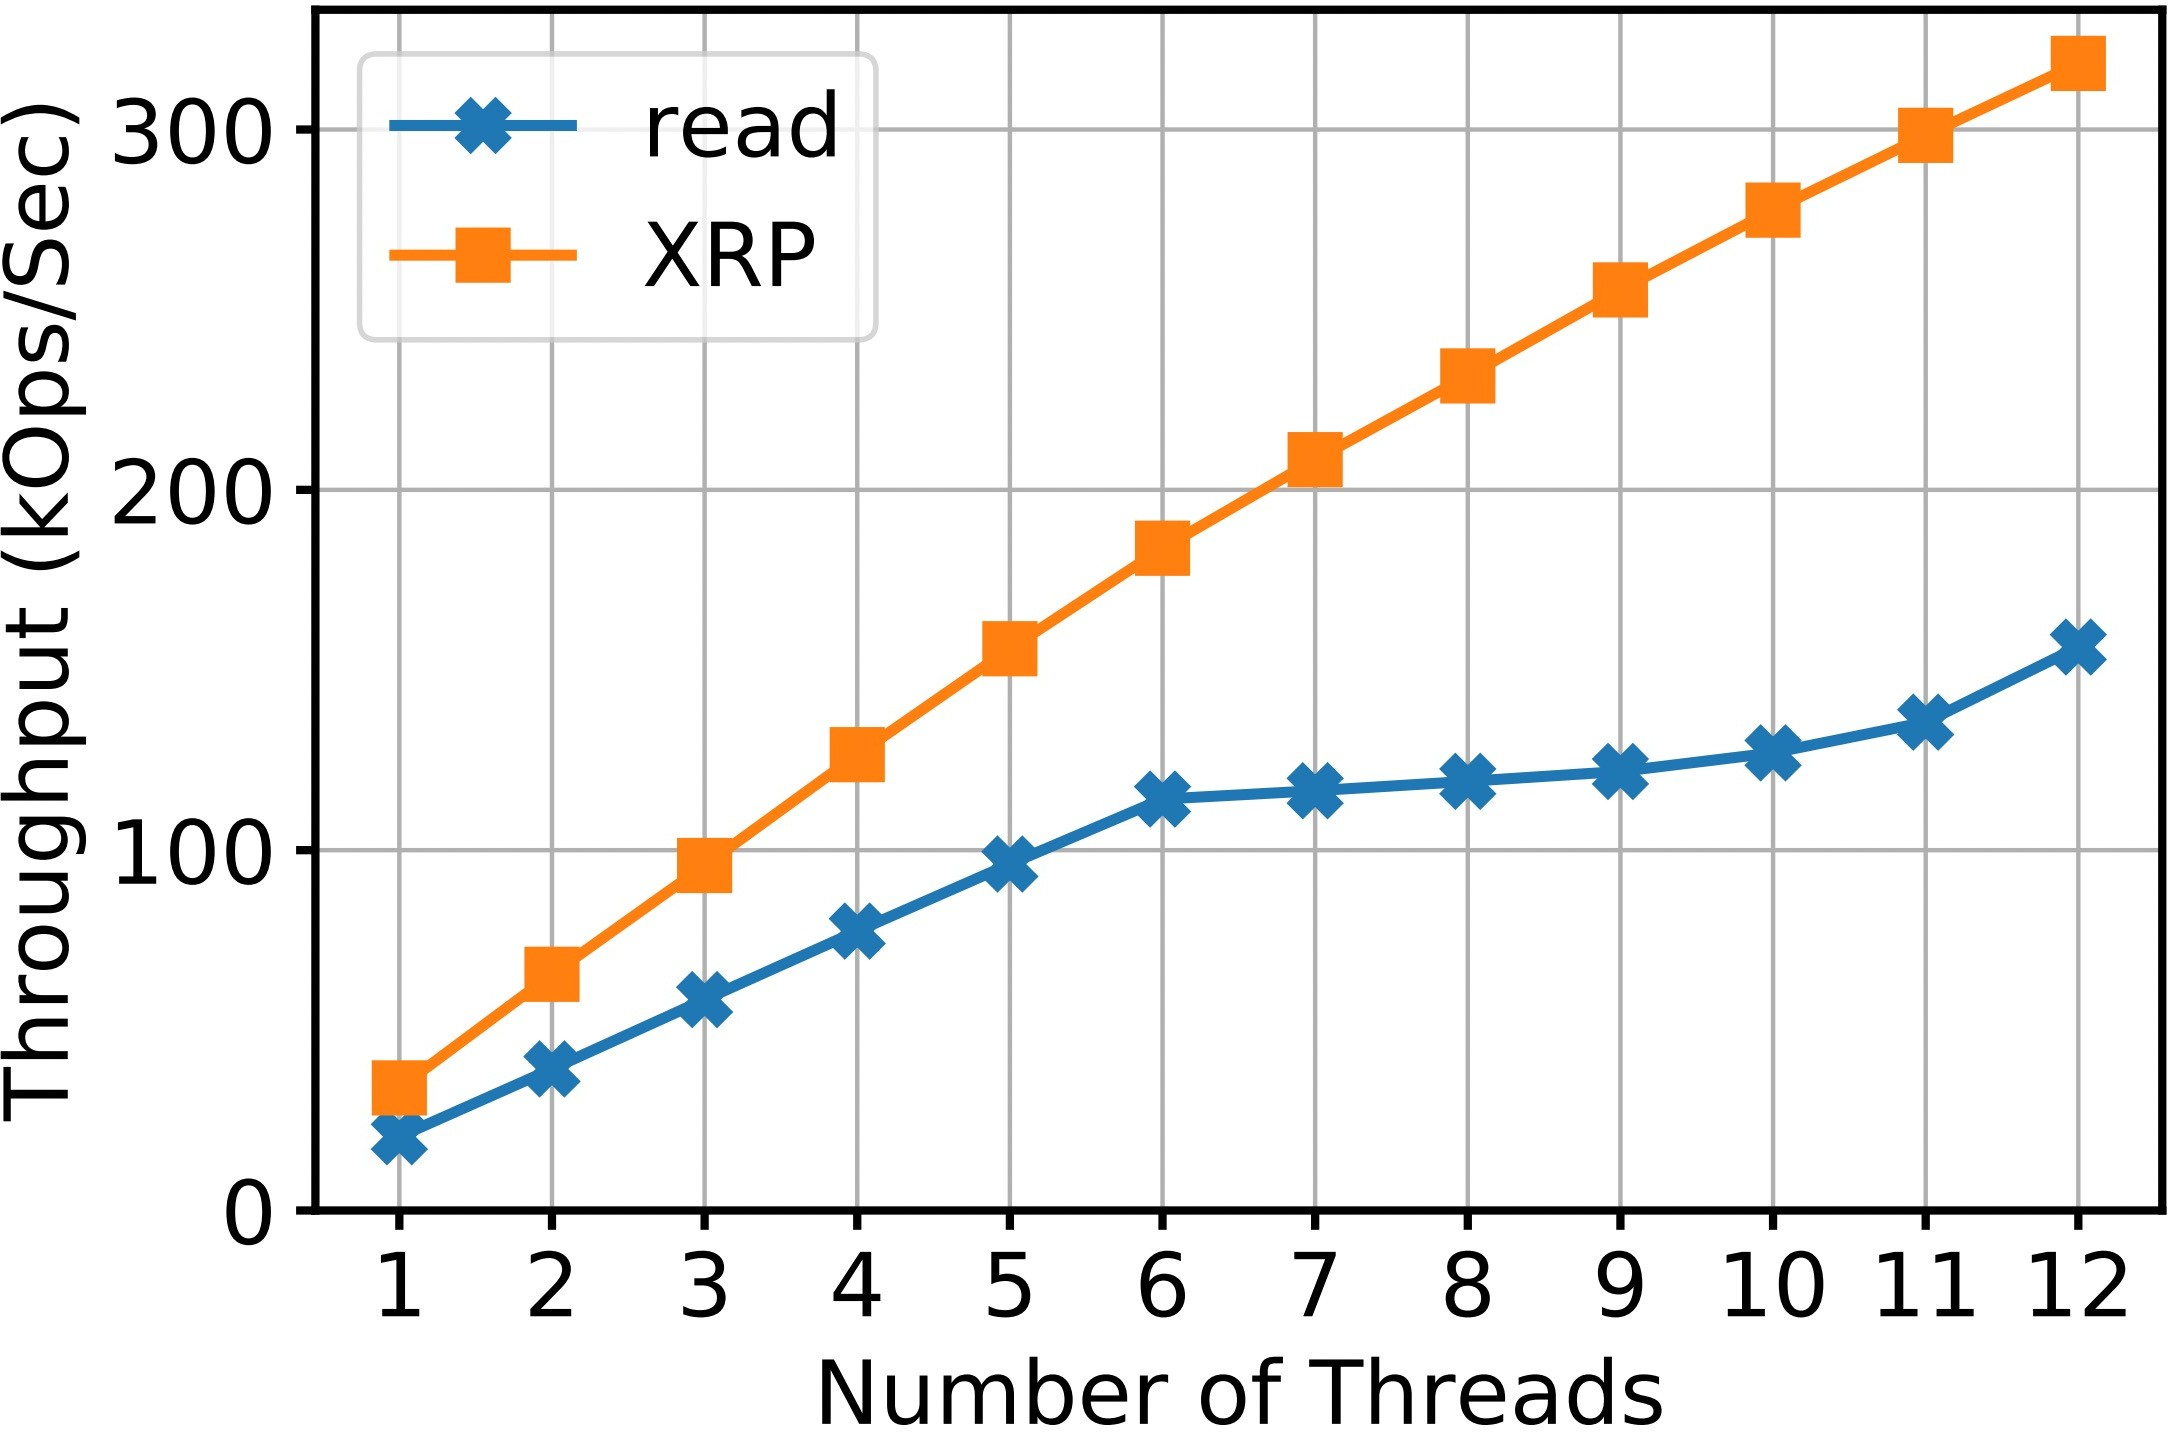 read
XRP
Throughput (kOps/Sec)
300
200
100
0
1 2 3 4 5 6 7 8 9 10 11 12
Number of Threads